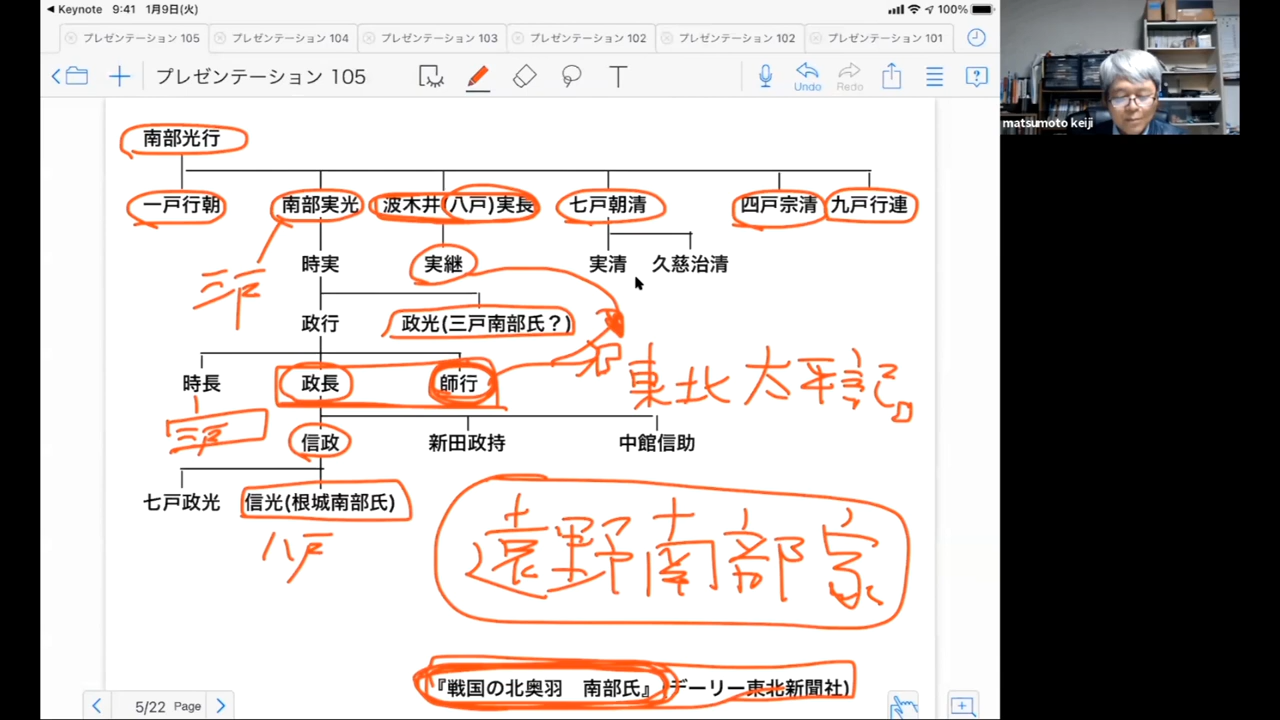 Keynote 9:41 1月9日(火) 100%
プレゼンテーション 105 プレゼンテーション 104 プレゼンテーション 103 プレゼンテーション 102 プレゼンテーション 102 プレゼンテーション 101
プレゼンテーション 105 T Undo Redo
matsumoto keiji
南部光行
一戸行朝 南部実光 波木井(八戸)実長 七戸朝清 四戸宗清 九戸行連
時実 実継 実清 久慈治清
三戸
政行 政光(三戸南部氏?)
時長 政長 師行
東北太平記
三戸
信政 新田政持 中館信助
七戸政光 信光(根城南部氏)
八戸
遠野南部家
『戦国の北奥羽 南部氏』(デーリー東北新聞社)
5/22 Page